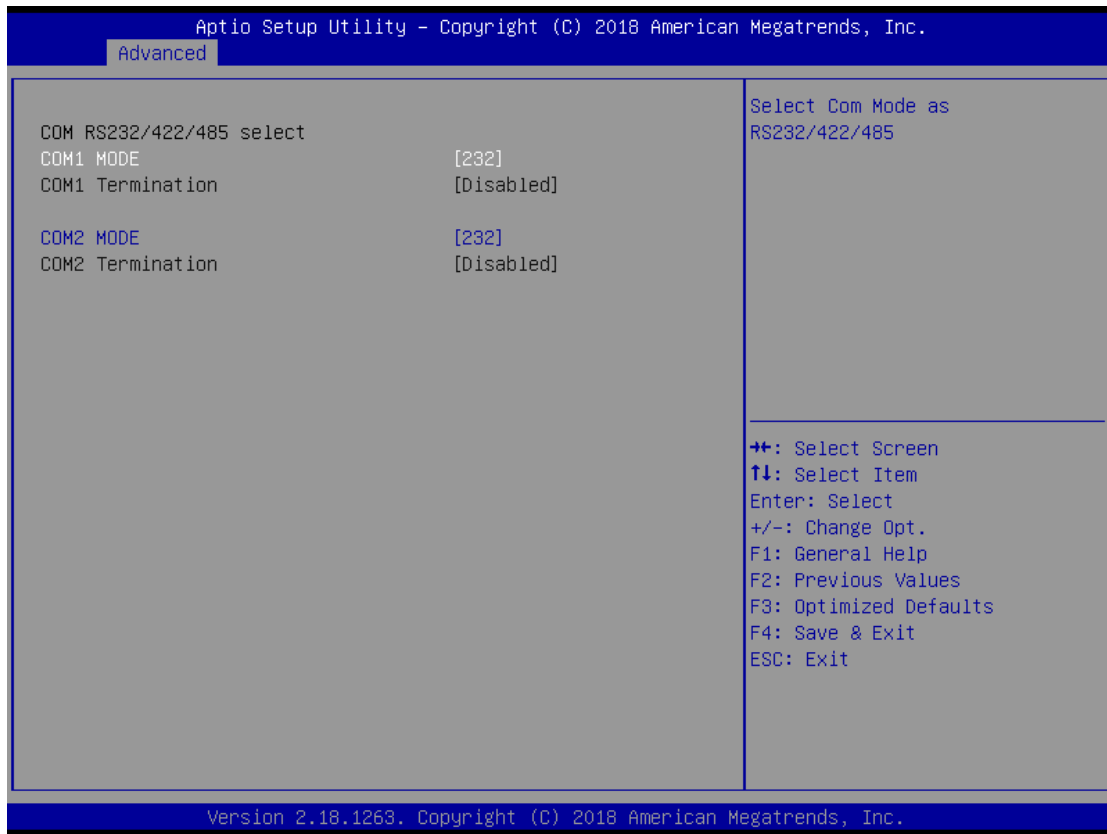 Aptio Setup Utility – Copyright (C) 2018 American Megatrends, Inc.
Advanced
COM RS232/422/485 select
COM1 MODE [232]
COM1 Termination [Disabled]
COM2 MODE [232]
COM2 Termination [Disabled]
Select Com Mode as
RS232/422/485
→←: Select Screen
↑↓: Select Item
Enter: Select
+/-: Change Opt.
F1: General Help
F2: Previous Values
F3: Optimized Defaults
F4: Save & Exit
ESC: Exit
Version 2.18.1263. Copyright (C) 2018 American Megatrends, Inc.